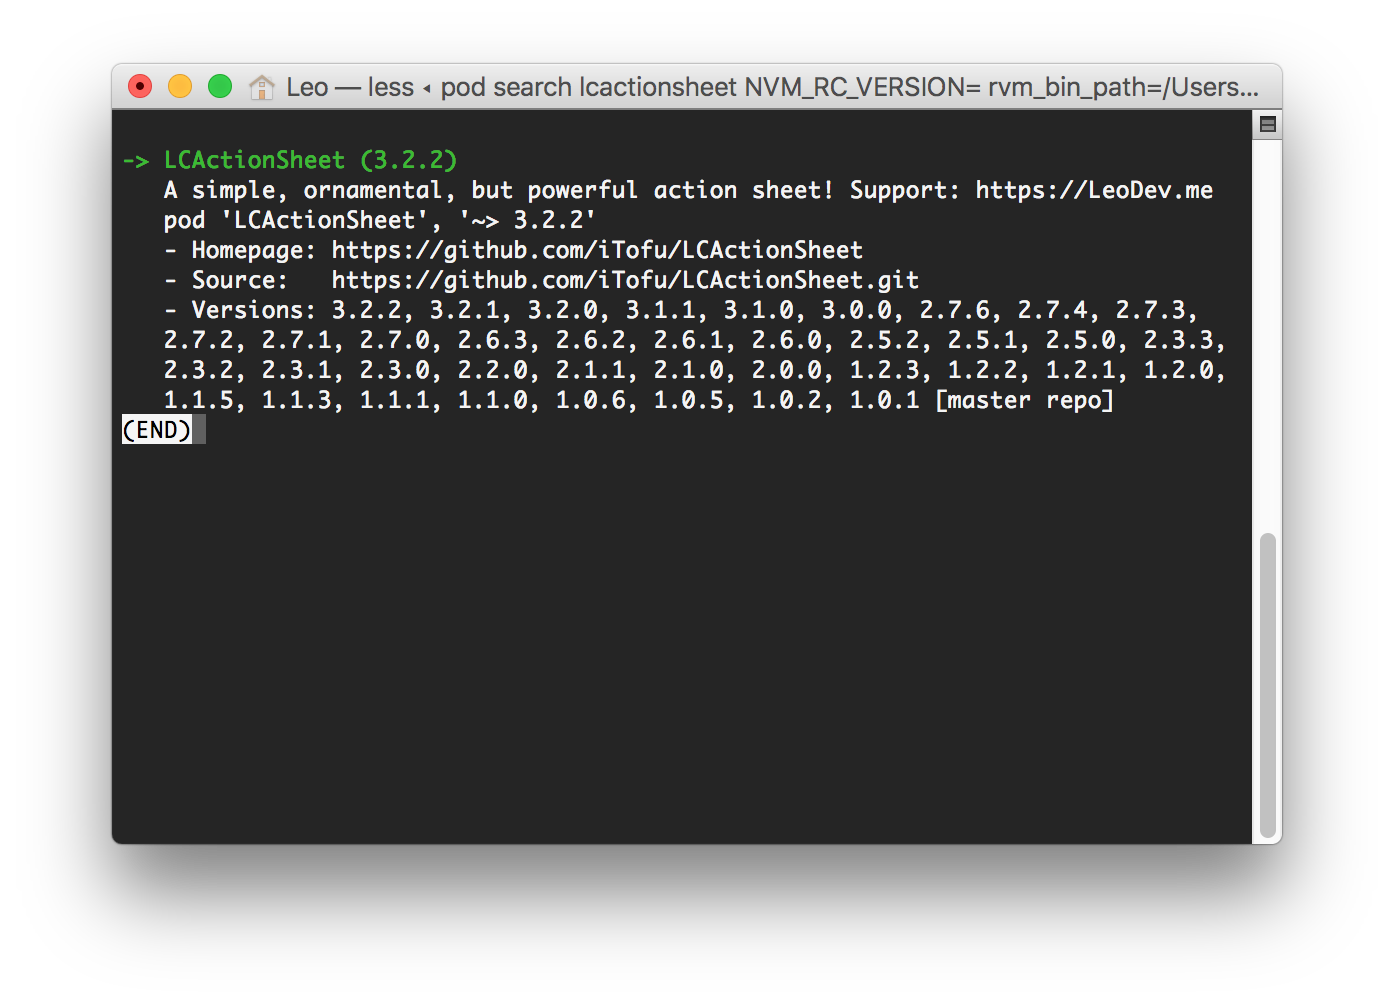 Leo — less ◂ pod search lcactionsheet NVM_RC_VERSION= rvm_bin_path=/Users...
-> LCActionSheet (3.2.2)
A simple, ornamental, but powerful action sheet! Support: https://LeoDev.me
pod 'LCActionSheet', '~> 3.2.2'
- Homepage: https://github.com/iTofu/LCActionSheet
- Source:   https://github.com/iTofu/LCActionSheet.git
- Versions: 3.2.2, 3.2.1, 3.2.0, 3.1.1, 3.1.0, 3.0.0, 2.7.6, 2.7.4, 2.7.3,
2.7.2, 2.7.1, 2.7.0, 2.6.3, 2.6.2, 2.6.1, 2.6.0, 2.5.2, 2.5.1, 2.5.0, 2.3.3,
2.3.2, 2.3.1, 2.3.0, 2.2.0, 2.1.1, 2.1.0, 2.0.0, 1.2.3, 1.2.2, 1.2.1, 1.2.0,
1.1.5, 1.1.3, 1.1.1, 1.1.0, 1.0.6, 1.0.5, 1.0.2, 1.0.1 [master repo]
(END)